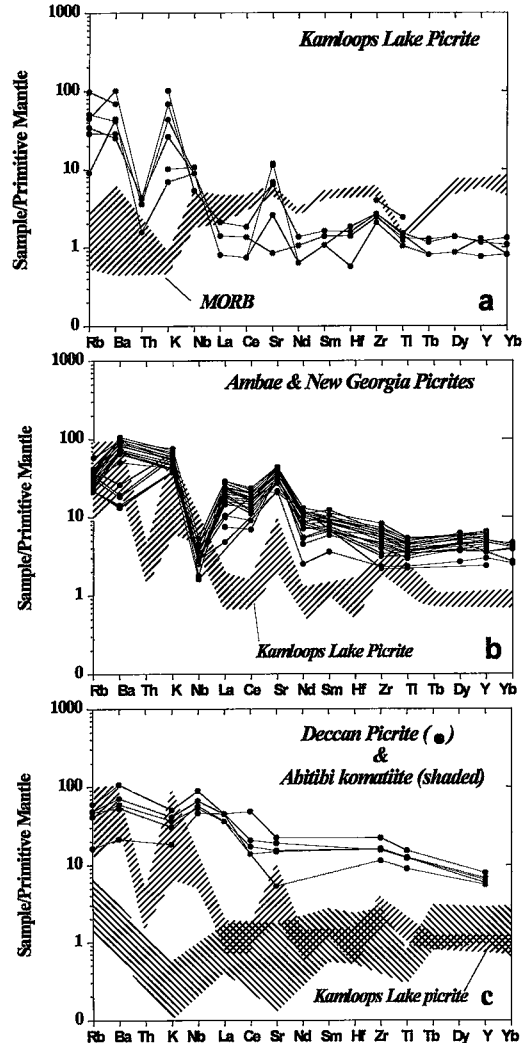 Sample/Primitive Mantle
1000
100
10
1
0
Kamloops Lake Picrite
MORB
a
Rb Ba Th K Nb La Ce Sr Nd Sm Hf Zr Ti Tb Dy Y Yb
Sample/Primitive Mantle
1000
100
10
1
0
Ambae & New Georgia Picrites
Kamloops Lake Picrite
b
Rb Ba Th K Nb La Ce Sr Nd Sm Hf Zr Ti Tb Dy Y Yb
Sample/Primitive Mantle
1000
100
10
1
0
Deccan Picrite (●)
&
Abitibi komatiite (shaded)
Kamloops Lake picrite
c
Rb Ba Th K Nb La Ce Sr Nd Sm Hf Zr Ti Tb Dy Y Yb